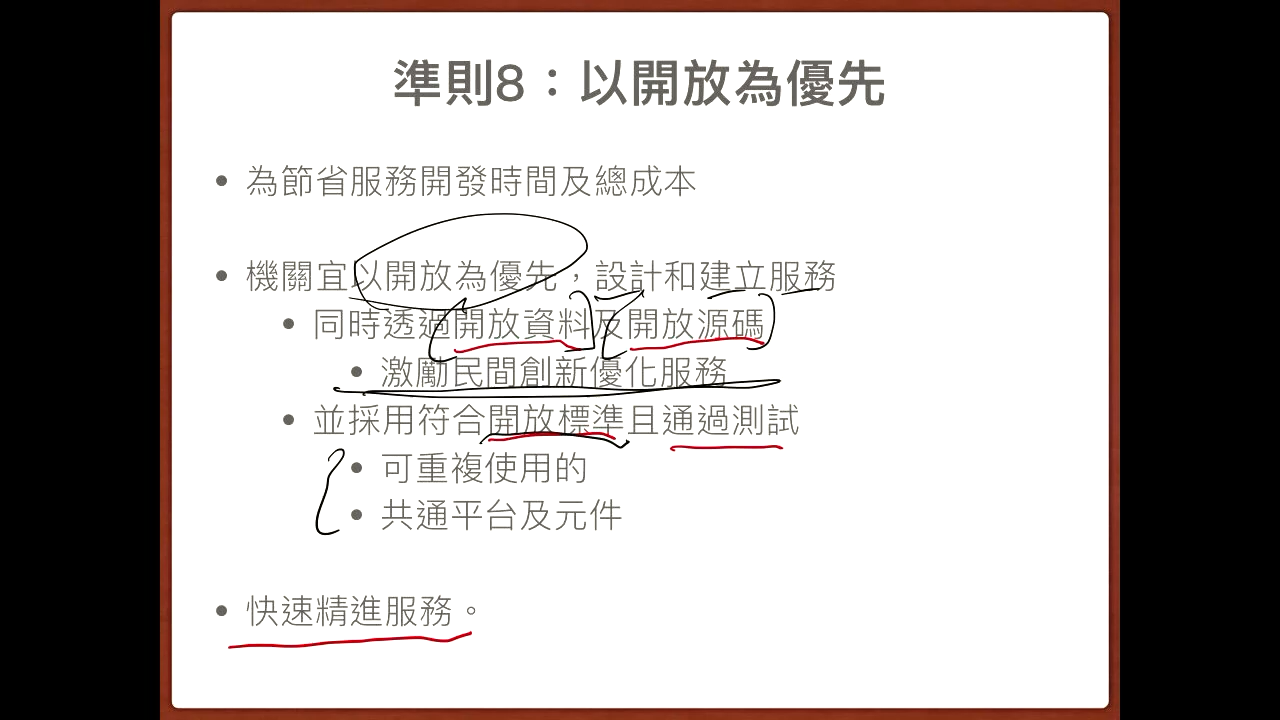 準則8：以開放為優先
• 為節省服務開發時間及總成本
• 機關宜以開放為優先，設計和建立服務
• 同時透過開放資料及開放源碼
• 激勵民間創新優化服務
• 並採用符合開放標準且通過測試
• 可重複使用的
• 共通平台及元件
• 快速精進服務。